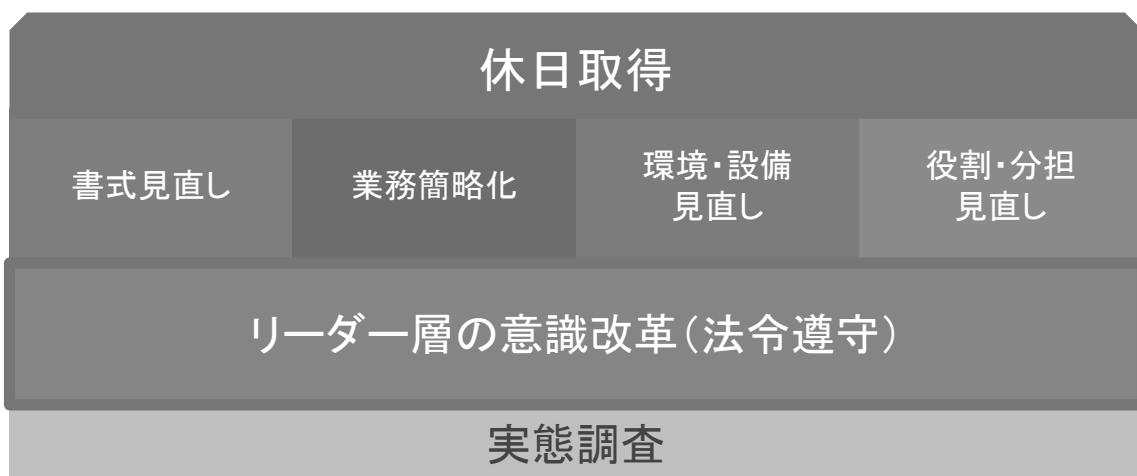 休日取得
書式見直し
業務簡略化
環境・設備
見直し
役割・分担
見直し
リーダー層の意識改革（法令遵守）
実態調査